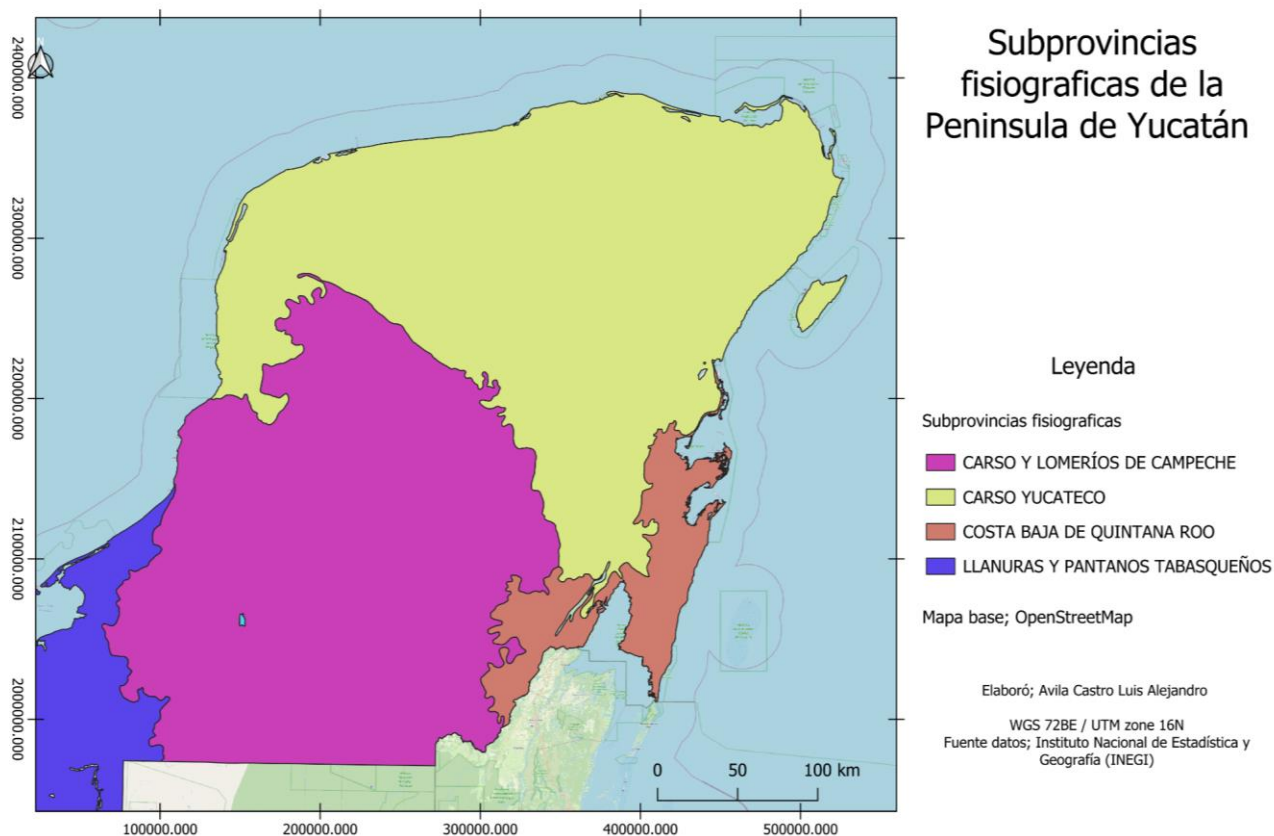 Subprovincias
fisiograficas de la
Peninsula de Yucatán
N
2400000.000
2300000.000
2200000.000
2100000.000
2000000.000
100000.000
200000.000
300000.000
400000.000
500000.000
0 50 100 km
Leyenda
Subprovincias fisiograficas
CARSO Y LOMERÍOS DE CAMPECHE
CARSO YUCATECO
COSTA BAJA DE QUINTANA ROO
LLANURAS Y PANTANOS TABASQUEÑOS
Mapa base; OpenStreetMap
Elaboró; Avila Castro Luis Alejandro
WGS 72BE / UTM zone 16N
Fuente datos; Instituto Nacional de Estadística y
Geografía (INEGI)